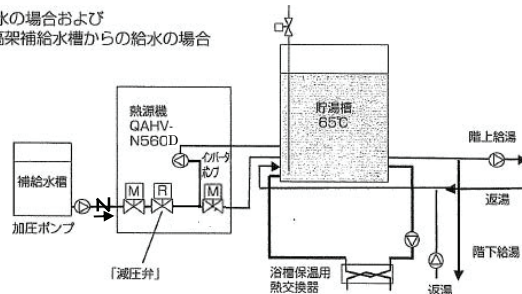 水の場合および
高架補給水槽からの給水の場合
熱源機
QAHV-
N560D
インバータ
ポンプ
貯湯槽
65℃
階上給湯
補給水槽
M
R
M
加圧ポンプ
返湯
「減圧弁」
浴槽保温用
熱交換器
階下給湯
返湯